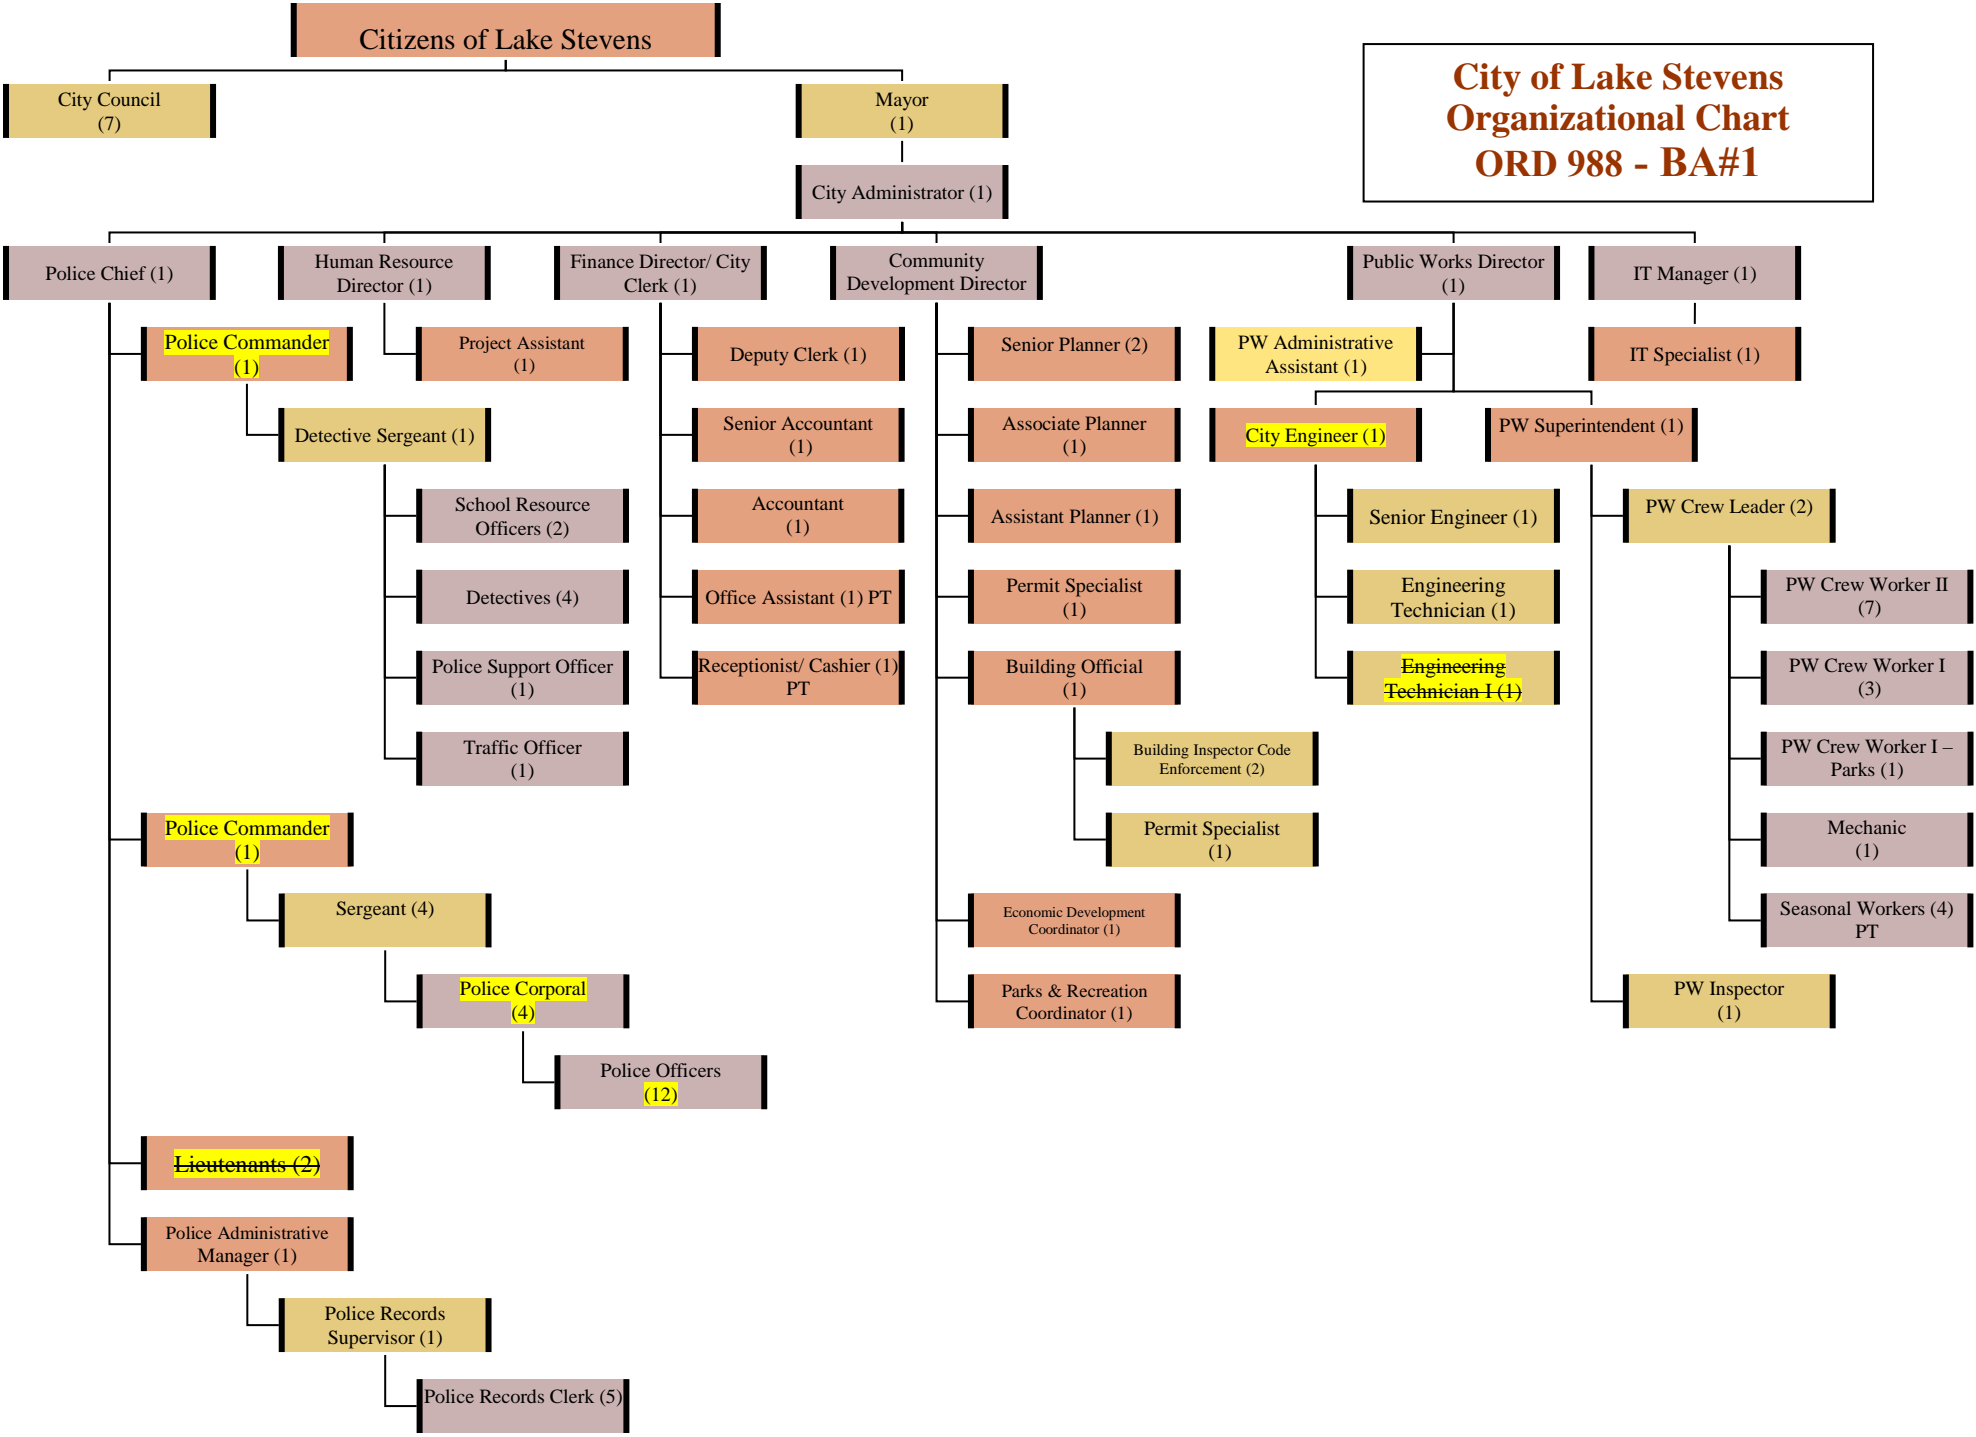 Citizens of Lake Stevens
City of Lake Stevens
Organizational Chart
ORD 988 - BA#1
City Council
(7)
Mayor
(1)
City Administrator (1)
Police Chief (1)
Human Resource
Director (1)
Finance Director/ City
Clerk (1)
Community
Development Director
Public Works Director
(1)
IT Manager (1)
Police Commander
(1)
Project Assistant
(1)
Deputy Clerk (1)
Senior Planner (2)
PW Administrative
Assistant (1)
IT Specialist (1)
Detective Sergeant (1)
Senior Accountant
(1)
Associate Planner
(1)
City Engineer (1)
PW Superintendent (1)
School Resource
Officers (2)
Accountant
(1)
Assistant Planner (1)
Senior Engineer (1)
PW Crew Leader (2)
Detectives (4)
Office Assistant (1) PT
Permit Specialist
(1)
Engineering
Technician (1)
PW Crew Worker II
(7)
Police Support Officer
(1)
Receptionist/ Cashier (1)
PT
Building Official
(1)
Engineering
Technician I (1)
PW Crew Worker I
(3)
Traffic Officer
(1)
Building Inspector Code
Enforcement (2)
PW Crew Worker I –
Parks (1)
Police Commander
(1)
Permit Specialist
(1)
Mechanic
(1)
Sergeant (4)
Economic Development
Coordinator (1)
Seasonal Workers (4)
PT
Police Corporal
(4)
Parks & Recreation
Coordinator (1)
PW Inspector
(1)
Police Officers
(12)
Lieutenants (2)
Police Administrative
Manager (1)
Police Records
Supervisor (1)
Police Records Clerk (5)